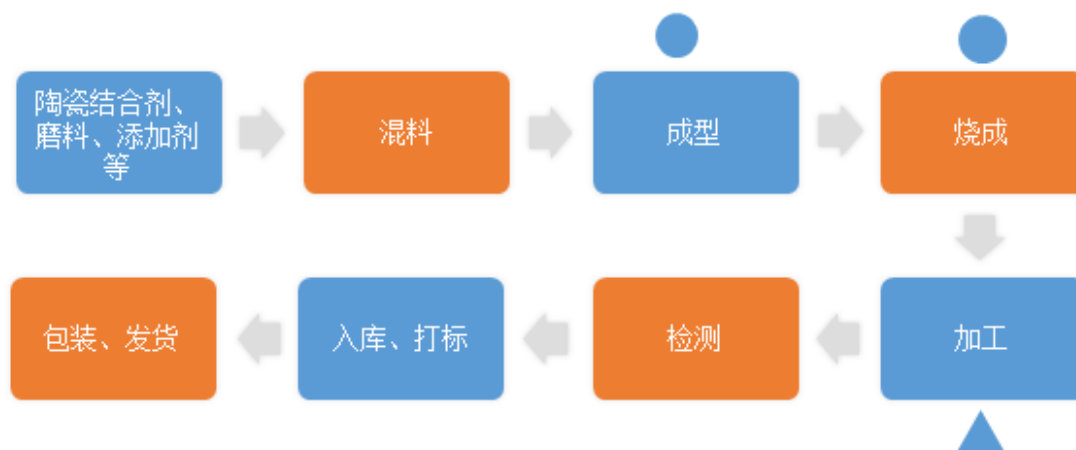 陶瓷结合剂、
磨料、添加剂
等
混料
成型
烧成
包装、发货
入库、打标
检测
加工